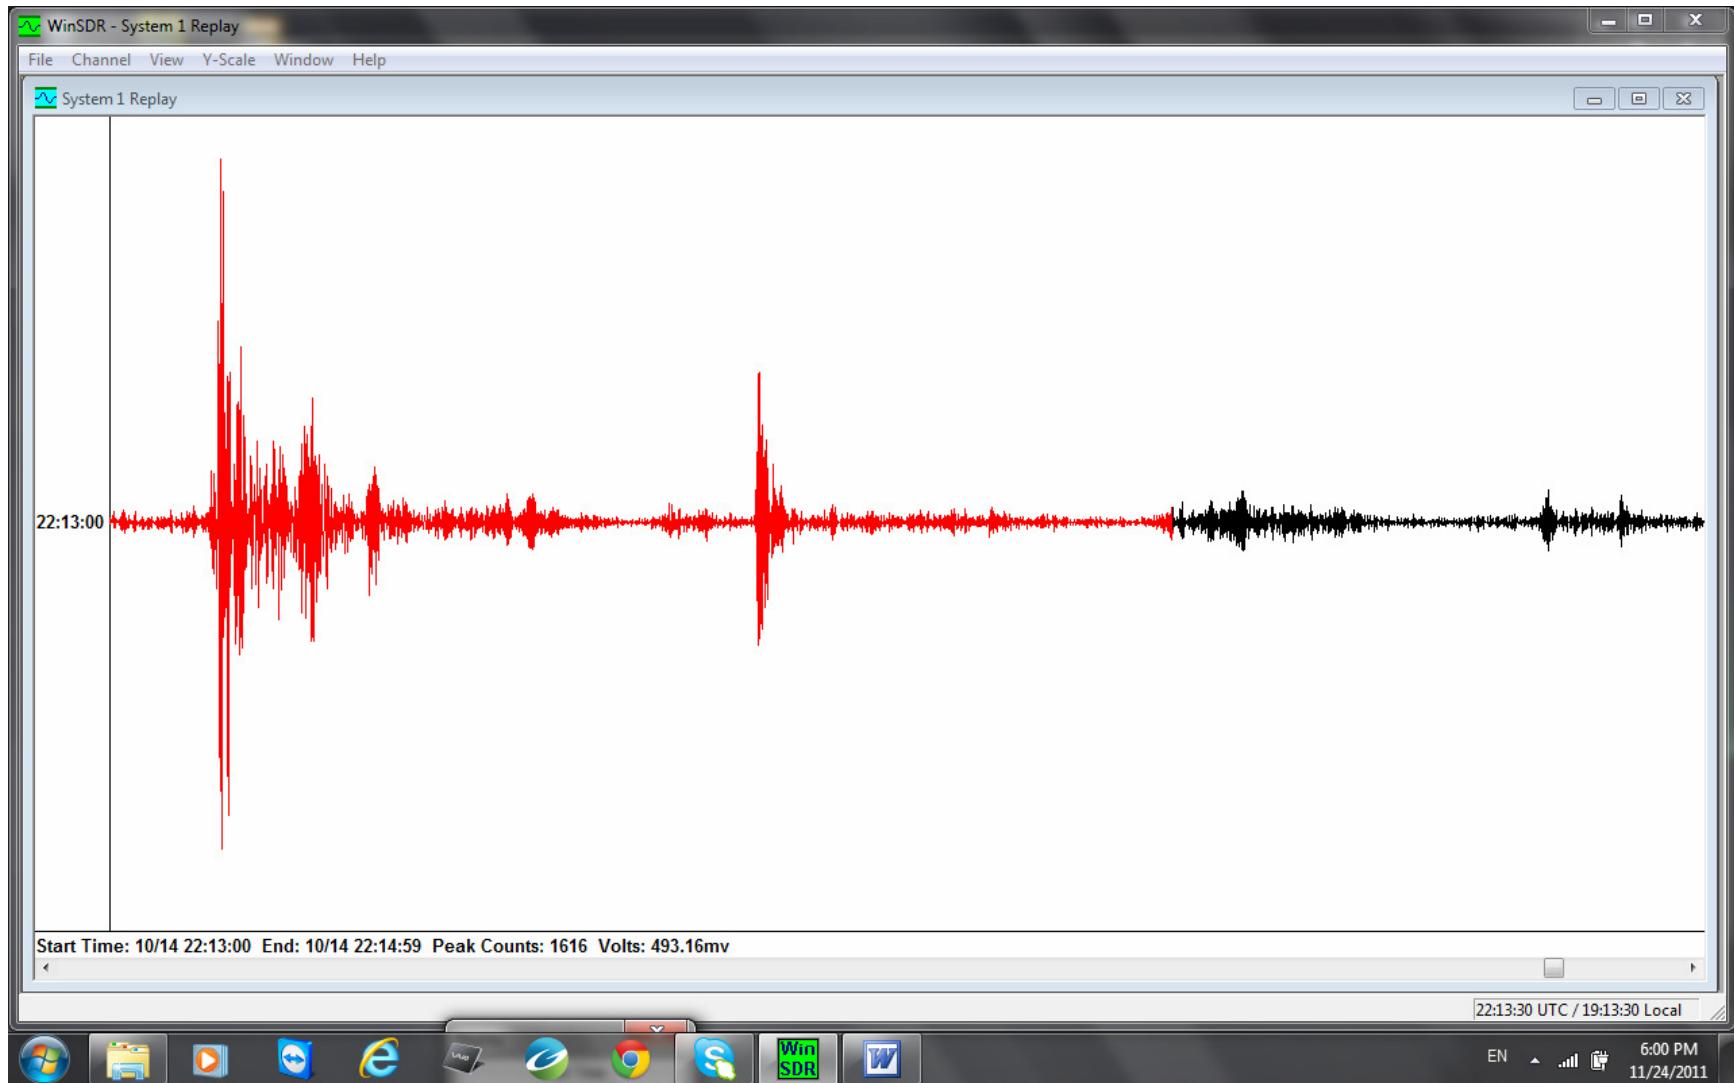 WinSDR - System 1 Replay
File Channel View Y-Scale Window Help
System 1 Replay
22:13:00
Start Time: 10/14 22:13:00 End: 10/14 22:14:59 Peak Counts: 1616 Volts: 493.16mv
22:13:30 UTC / 19:13:30 Local
Win
SDR
W
EN
6:00 PM
11/24/2011